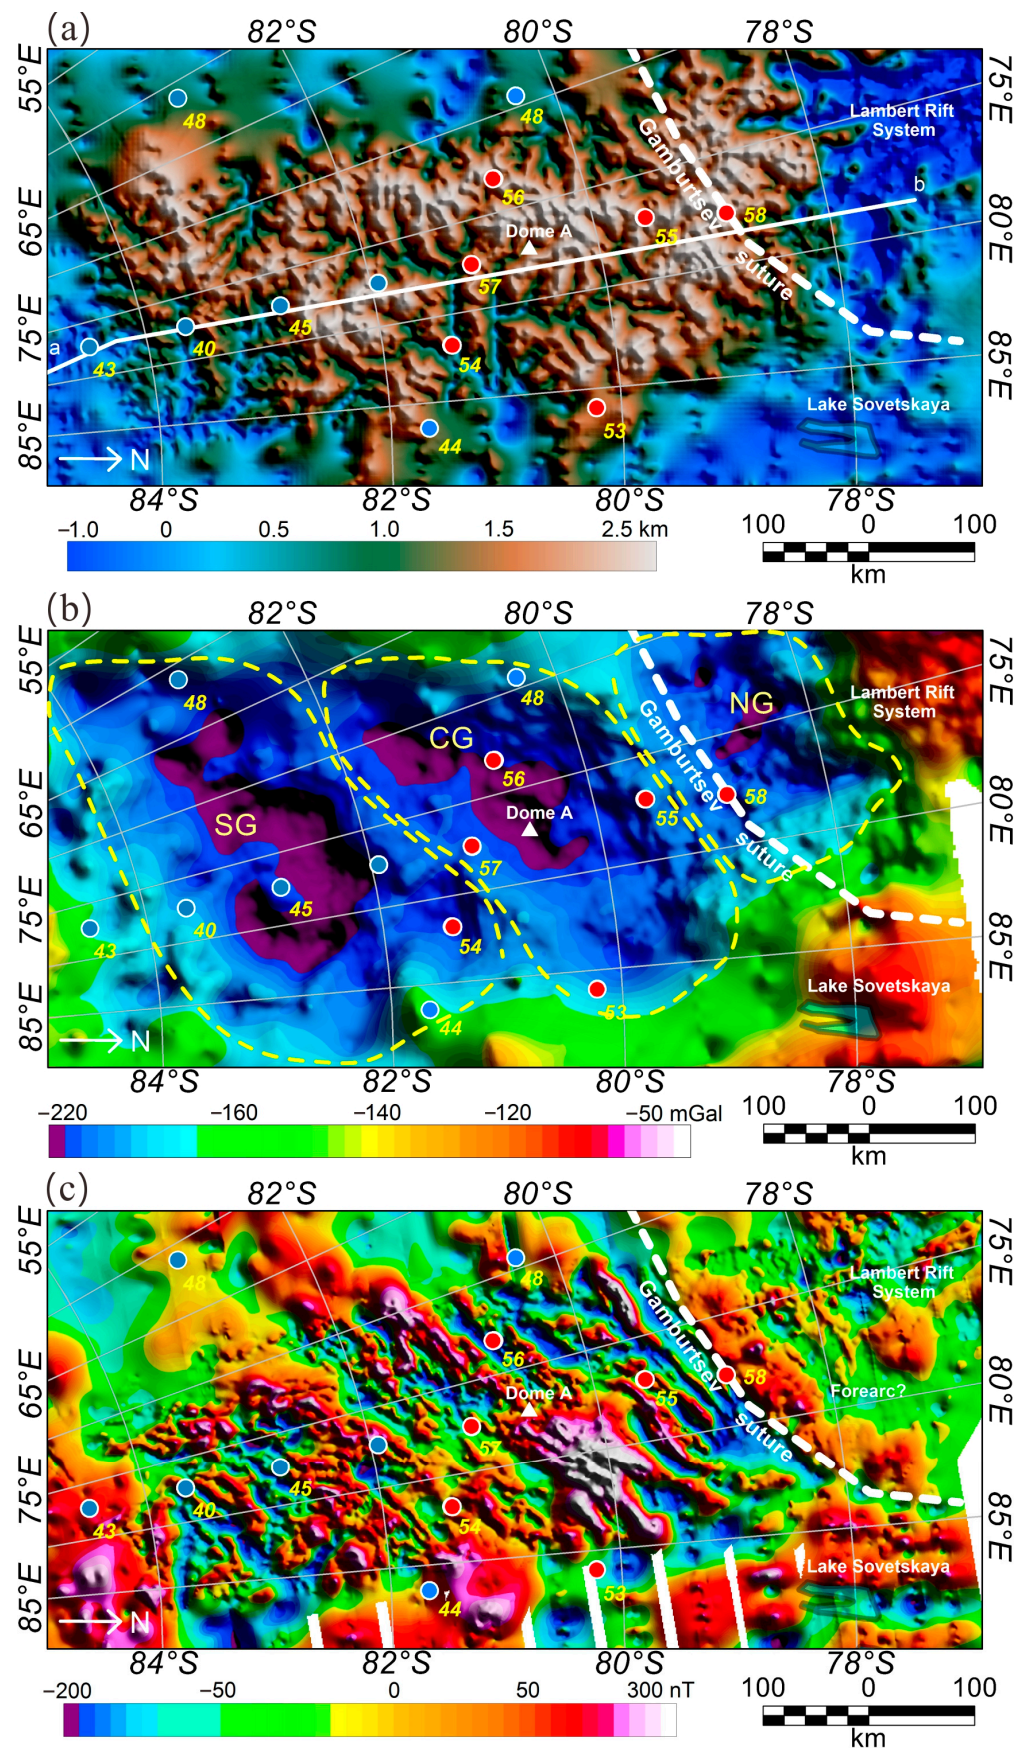 (a)
82°S
80°S
78°S
55°E
75°E
48
48
Lambert Rift
System
Gamburtsev
b
56
65°E
58
80°E
55
Dome A
suture
57
45
75°E
a
40
43
54
85°E
Lake Sovetskaya
53
85°E
44
N
84°S
82°S
80°S
78°S
−1.0
0
0.5
1.0
1.5
2.5 km
100
0
100
km
(b)
82°S
80°S
78°S
55°E
75°E
48
48
Lambert Rift
System
NG
CG
Gamburtsev
56
65°E
58
80°E
55
Dome A
SG
suture
57
45
75°E
40
43
54
85°E
Lake Sovetskaya
53
85°E
44
N
84°S
82°S
80°S
78°S
−220
−160
−140
−120
−50 mGal
100
0
100
km
(c)
82°S
80°S
78°S
55°E
75°E
48
48
Lambert Rift
System
Gamburtsev
56
65°E
58
80°E
55
Dome A
Forearc?
suture
57
45
75°E
40
43
54
85°E
Lake Sovetskaya
53
85°E
44
N
84°S
82°S
80°S
78°S
−200
−50
0
50
300 nT
100
0
100
km